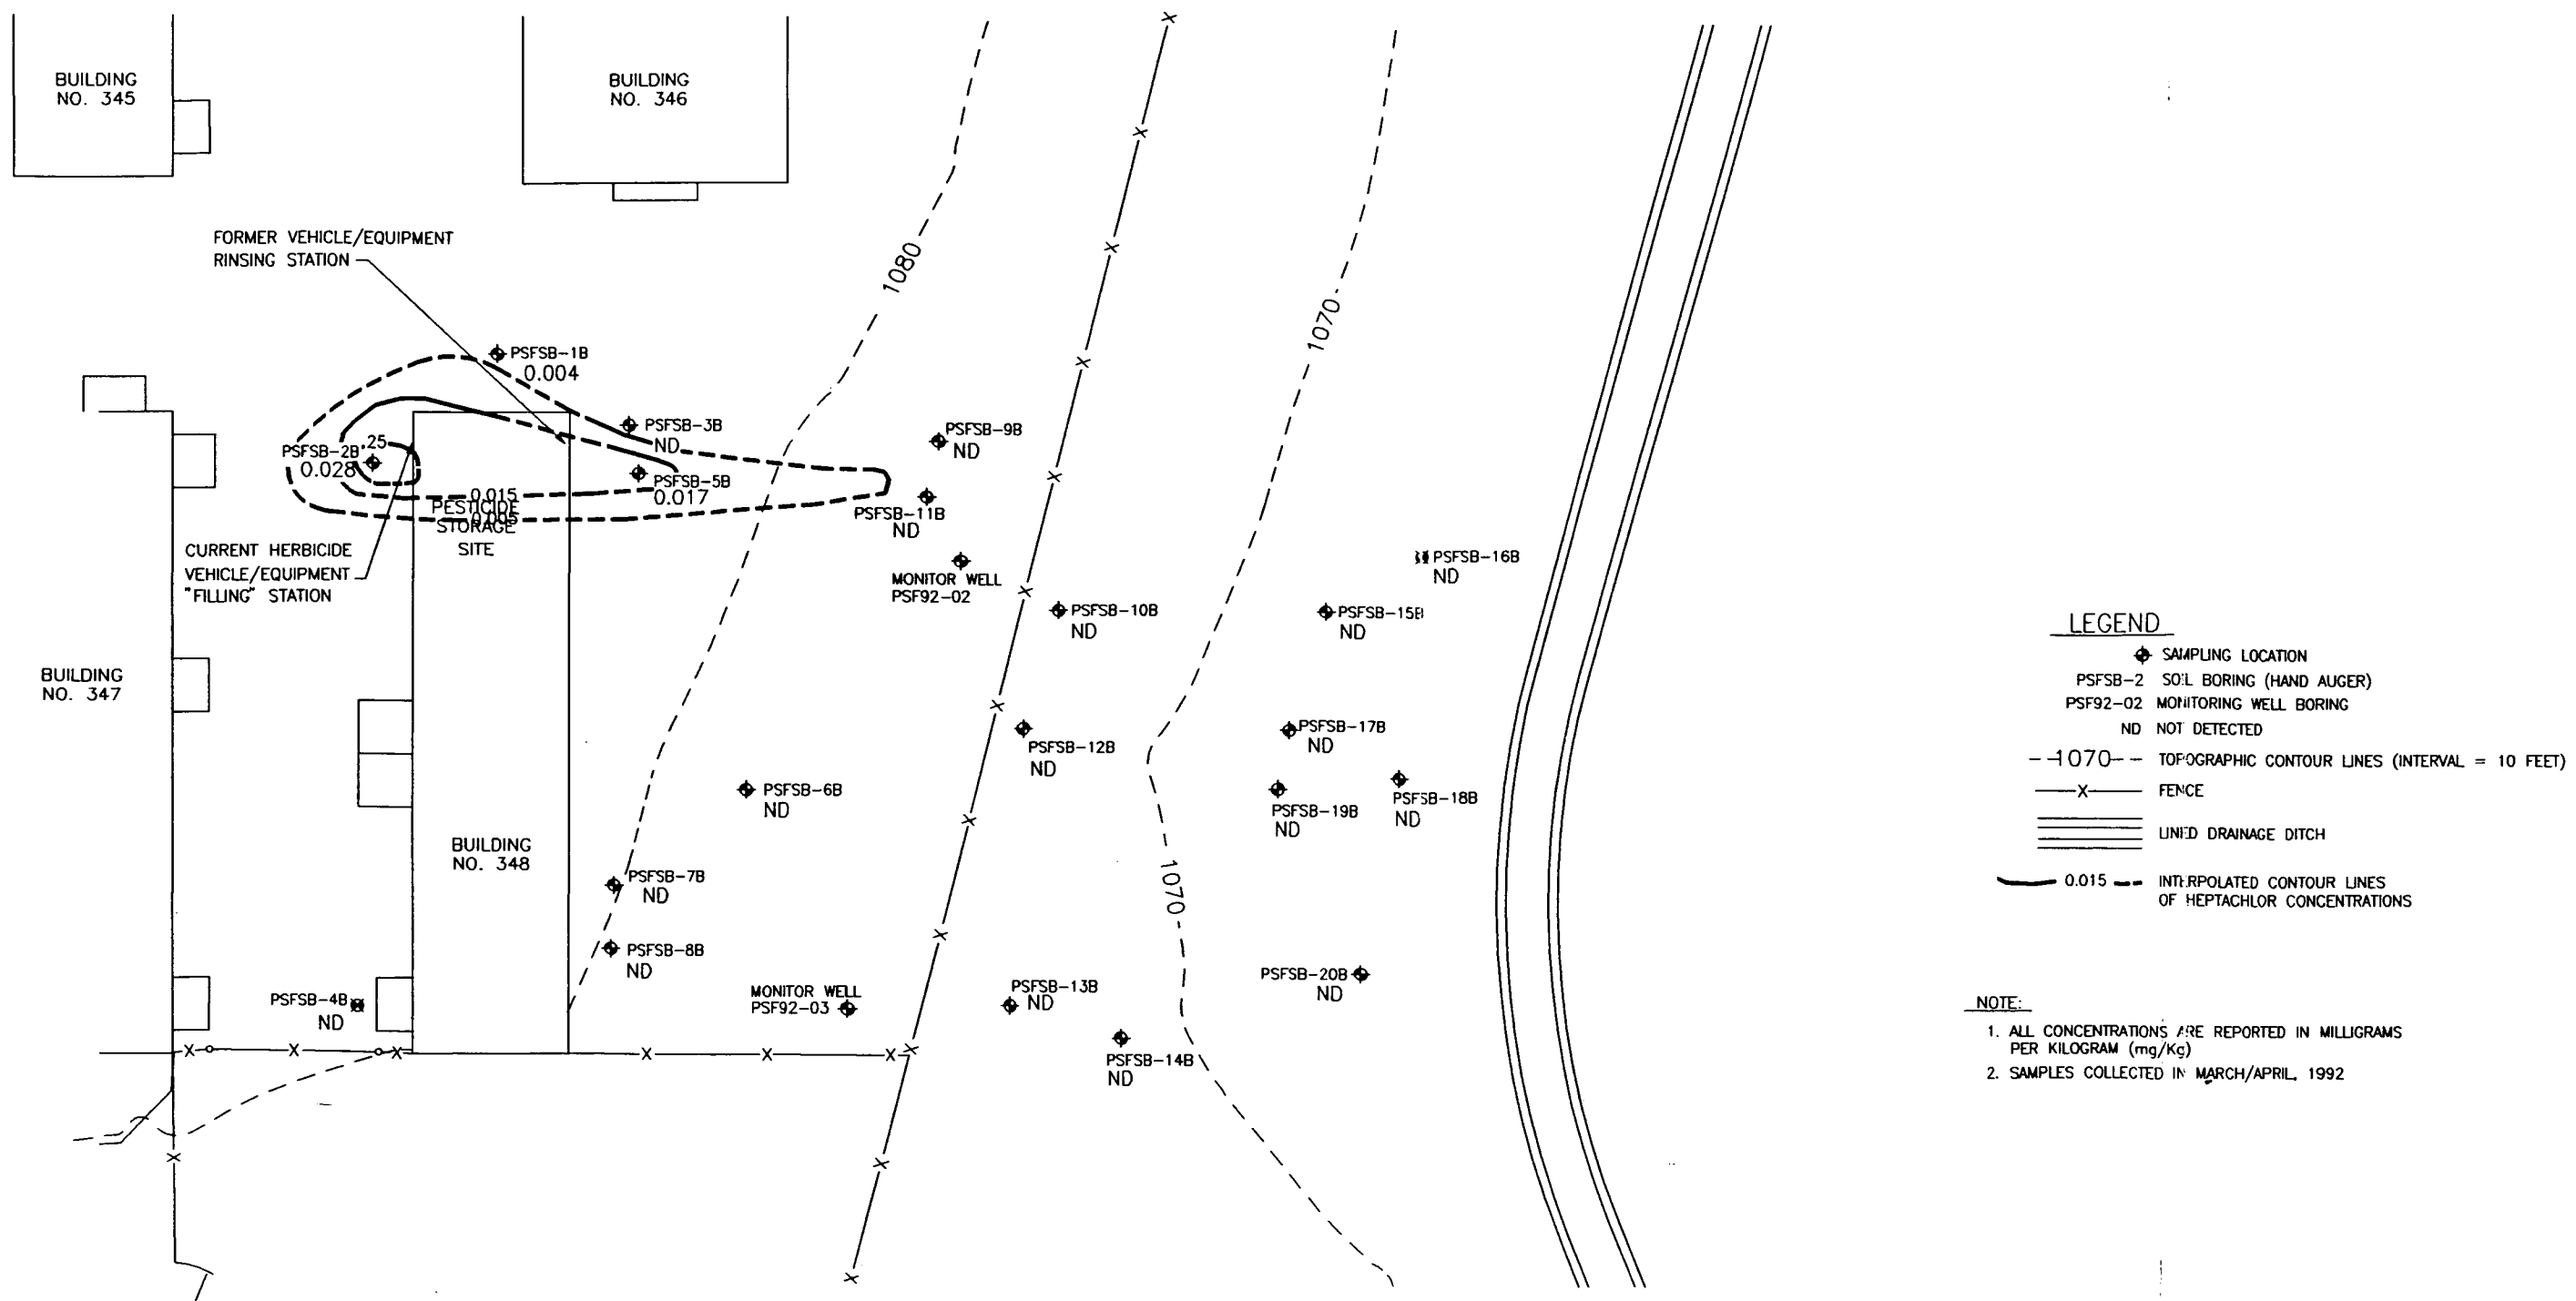 BUILDING
NO. 345
BUILDING
NO. 346
FORMER VEHICLE/EQUIPMENT
RINSING STATION
1080
1070
PSFSB-1B
0.004
PSFSB-3B
ND
PSFSB-9B
ND
.25
PSFSB-2B
0.028
PSFSB-5B
0.017
0.015
PESTICIDE
0.005
STORAGE
SITE
PSFSB-11B
ND
CURRENT HERBICIDE
VEHICLE/EQUIPMENT
"FILLING" STATION
MONITOR WELL
PSF92-02
PSFSB-16B
ND
PSFSB-10B
ND
PSFSB-15B
ND
BUILDING
NO. 347
PSFSB-12B
ND
PSFSB-17B
ND
PSFSB-6B
ND
PSFSB-19B
ND
PSFSB-18B
ND
BUILDING
NO. 348
PSFSB-7B
ND
1070
PSFSB-8B
ND
PSFSB-4B
ND
MONITOR WELL
PSF92-03
PSFSB-13B
ND
PSFSB-20B
ND
PSFSB-14B
ND
LEGEND
SAMPLING LOCATION
PSFSB-2 SOIL BORING (HAND AUGER)
PSF92-02 MONITORING WELL BORING
ND NOT DETECTED
1070 TOPOGRAPHIC CONTOUR LINES (INTERVAL = 10 FEET)
X FENCE
LINED DRAINAGE DITCH
0.015 INTERPOLATED CONTOUR LINES
OF HEPTACHLOR CONCENTRATIONS
NOTE:
1. ALL CONCENTRATIONS ARE REPORTED IN MILLIGRAMS
PER KILOGRAM (mg/Kg)
2. SAMPLES COLLECTED IN MARCH/APRIL, 1992